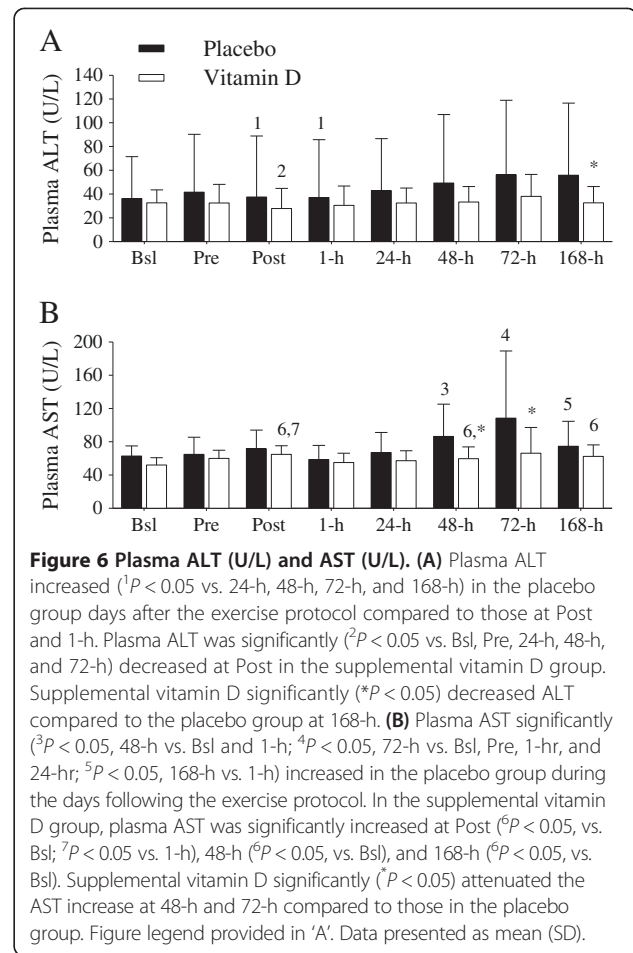 A
Placebo
Vitamin D
Plasma ALT (U/L)
140
120
100
80
60
40
20
0
1
1
2
*
Bsl Pre Post 1-h 24-h 48-h 72-h 168-h
B
Plasma AST (U/L)
200
160
120
80
40
0
4
3
6,7
6,*
*
5
6
Bsl Pre Post 1-h 24-h 48-h 72-h 168-h
Figure 6 Plasma ALT (U/L) and AST (U/L). (A) Plasma ALT
increased (¹P < 0.05 vs. 24-h, 48-h, 72-h, and 168-h) in the placebo
group days after the exercise protocol compared to those at Post
and 1-h. Plasma ALT was significantly (²P < 0.05 vs. Bsl, Pre, 24-h, 48-h,
and 72-h) decreased at Post in the supplemental vitamin D group.
Supplemental vitamin D significantly (*P < 0.05) decreased ALT
compared to the placebo group at 168-h. (B) Plasma AST significantly
(³P < 0.05, 48-h vs. Bsl and 1-h; ⁴P < 0.05, 72-h vs. Bsl, Pre, 1-hr, and
24-hr; ⁵P < 0.05, 168-h vs. 1-h) increased in the placebo group during
the days following the exercise protocol. In the supplemental vitamin
D group, plasma AST was significantly increased at Post (⁶P < 0.05, vs.
Bsl; ⁷P < 0.05 vs. 1-h), 48-h (⁶P < 0.05, vs. Bsl), and 168-h (⁶P < 0.05, vs.
Bsl). Supplemental vitamin D significantly (*P < 0.05) attenuated the
AST increase at 48-h and 72-h compared to those in the placebo
group. Figure legend provided in 'A'. Data presented as mean (SD).